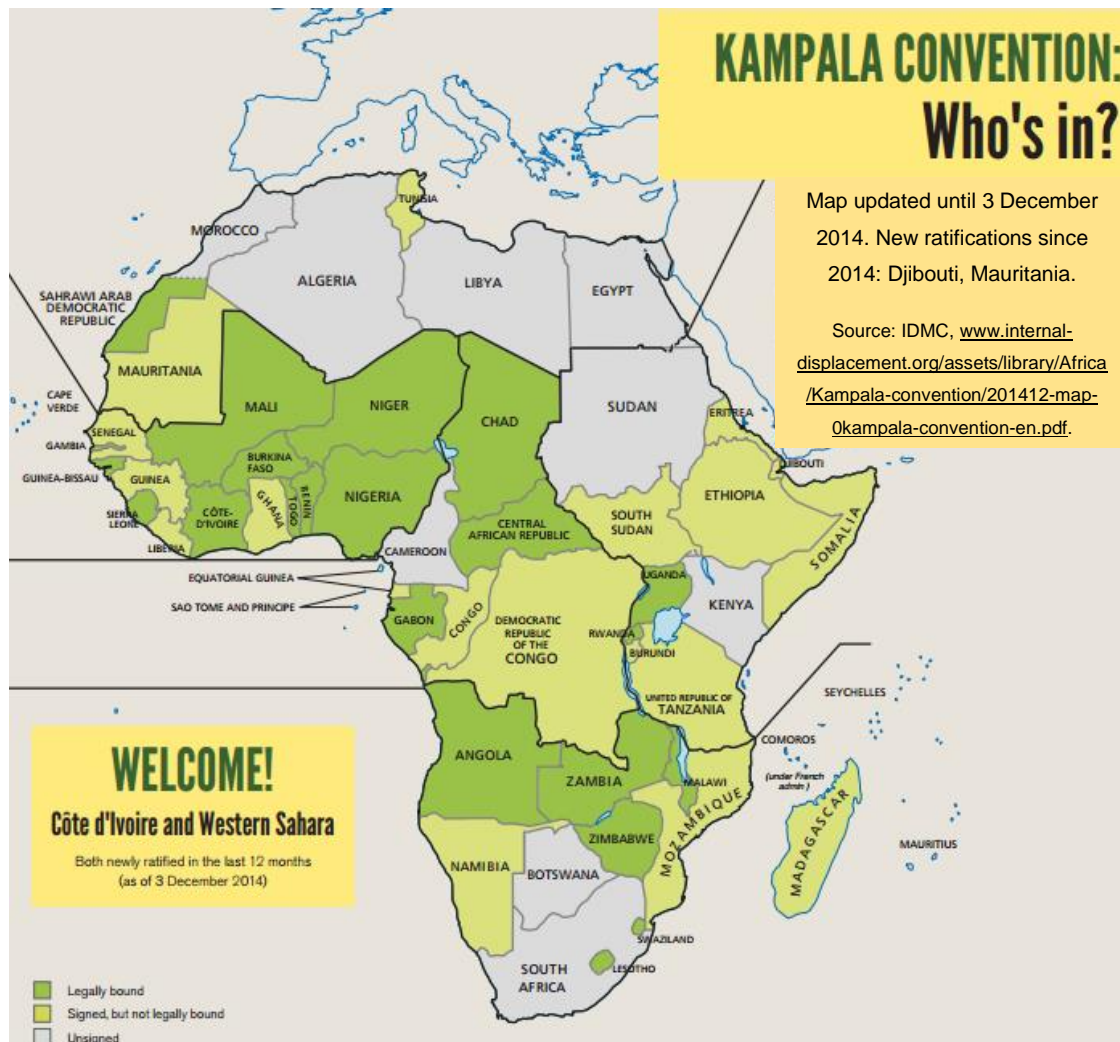 KAMPALA CONVENTION:
Who's in?
Map updated until 3 December
2014. New ratifications since
2014: Djibouti, Mauritania.
Source: IDMC, www.internal-
displacement.org/assets/library/Africa
/Kampala-convention/201412-map-
0kampala-convention-en.pdf.
TUNISIA
MOROCCO
ALGERIA
LIBYA
EGYPT
SAHRAWI ARAB
DEMOCRATIC
REPUBLIC
MAURITANIA
CAPE
VERDE
MALI
NIGER
CHAD
SUDAN
ERITREA
SENEGAL
GAMBIA
GUINEA-BISSAU
GUINEA
BURKINA
FASO
BENIN
TOGO
GHANA
NIGERIA
DJIBOUTI
ETHIOPIA
SOMALIA
SIERRA
LEONE
CÔTE-
D'IVOIRE
LIBERIA
CENTRAL
AFRICAN REPUBLIC
SOUTH
SUDAN
CAMEROON
EQUATORIAL GUINEA
SAO TOME AND PRINCIPE
GABON
CONGO
DEMOCRATIC
REPUBLIC
OF THE
CONGO
UGANDA
KENYA
RWANDA
BURUNDI
UNITED REPUBLIC OF
TANZANIA
SEYCHELLES
COMOROS
(under French
admin )
ANGOLA
ZAMBIA
MALAWI
MOZAMBIQUE
ZIMBABWE
MADAGASCAR
MAURITIUS
NAMIBIA
BOTSWANA
SWAZILAND
LESOTHO
SOUTH
AFRICA
WELCOME!
Côte d'Ivoire and Western Sahara
Both newly ratified in the last 12 months
(as of 3 December 2014)
Legally bound
Signed, but not legally bound
Unsigned